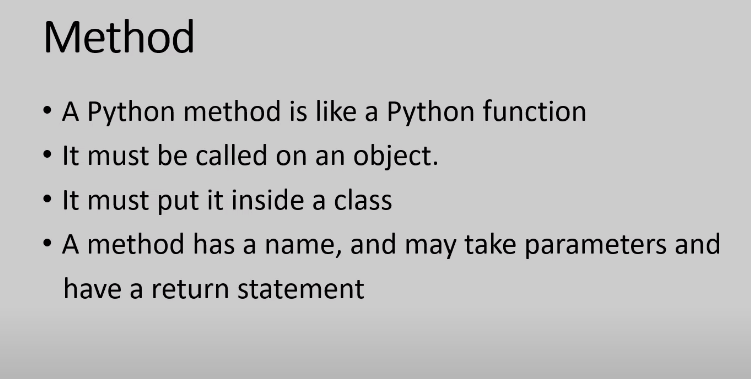 Method
• A Python method is like a Python function
• It must be called on an object.
• It must put it inside a class
• A method has a name, and may take parameters and
have a return statement